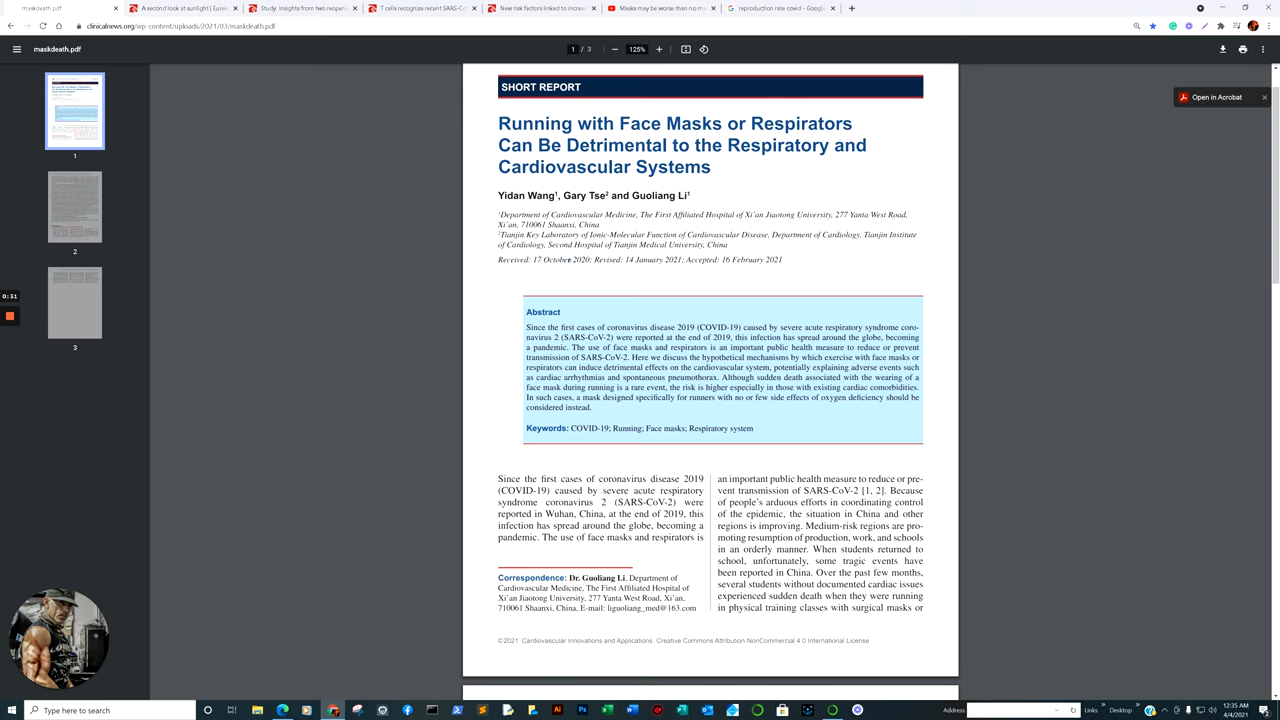 maskdeath.pdf
A second look at sunlight | Eurek
Study: Insights from two reopene
T cells recognize recent SARS-Co
New risk factors linked to increas
Masks may be worse than no ma
reproduction rate covid - Google
clinicalnews.org/wp-content/uploads/2021/03/maskdeath.pdf
maskdeath.pdf
1 / 3
125%
Open in Acrobat
1
2
3
0:31
SHORT REPORT
Running with Face Masks or Respirators
Can Be Detrimental to the Respiratory and
Cardiovascular Systems
Yidan Wang¹, Gary Tse² and Guoliang Li¹
¹Department of Cardiovascular Medicine, The First Affiliated Hospital of Xi'an Jiaotong University, 277 Yanta West Road,
Xi'an, 710061 Shaanxi, China
²Tianjin Key Laboratory of Ionic-Molecular Function of Cardiovascular Disease, Department of Cardiology, Tianjin Institute
of Cardiology, Second Hospital of Tianjin Medical University, China
Received: 17 October 2020; Revised: 14 January 2021; Accepted: 16 February 2021
Abstract
Since the first cases of coronavirus disease 2019 (COVID-19) caused by severe acute respiratory syndrome coro-
navirus 2 (SARS-CoV-2) were reported at the end of 2019, this infection has spread around the globe, becoming
a pandemic. The use of face masks and respirators is an important public health measure to reduce or prevent
transmission of SARS-CoV-2. Here we discuss the hypothetical mechanisms by which exercise with face masks or
respirators can induce detrimental effects on the cardiovascular system, potentially explaining adverse events such
as cardiac arrhythmias and spontaneous pneumothorax. Although sudden death associated with the wearing of a
face mask during running is a rare event, the risk is higher especially in those with existing cardiac comorbidities.
In such cases, a mask designed specifically for runners with no or few side effects of oxygen deficiency should be
considered instead.
Keywords: COVID-19; Running; Face masks; Respiratory system
Since the first cases of coronavirus disease 2019
(COVID-19) caused by severe acute respiratory
syndrome coronavirus 2 (SARS-CoV-2) were
reported in Wuhan, China, at the end of 2019, this
infection has spread around the globe, becoming a
pandemic. The use of face masks and respirators is
Correspondence: Dr. Guoliang Li, Department of
Cardiovascular Medicine, The First Affiliated Hospital of
Xi'an Jiaotong University, 277 Yanta West Road, Xi'an,
710061 Shaanxi, China, E-mail: liguoliang_med@163.com
an important public health measure to reduce or pre-
vent transmission of SARS-CoV-2 [1, 2]. Because
of people's arduous efforts in coordinating control
of the epidemic, the situation in China and other
regions is improving. Medium-risk regions are pro-
moting resumption of production, work, and schools
in an orderly manner. When students returned to
school, unfortunately, some tragic events have
been reported in China. Over the past few months,
several students without documented cardiac issues
experienced sudden death when they were running
in physical training classes with surgical masks or
©2021 Cardiovascular Innovations and Applications. Creative Commons Attribution-NonCommercial 4.0 International License
Type here to search
Address
Links
Desktop
12:35 AM
4/4/2021